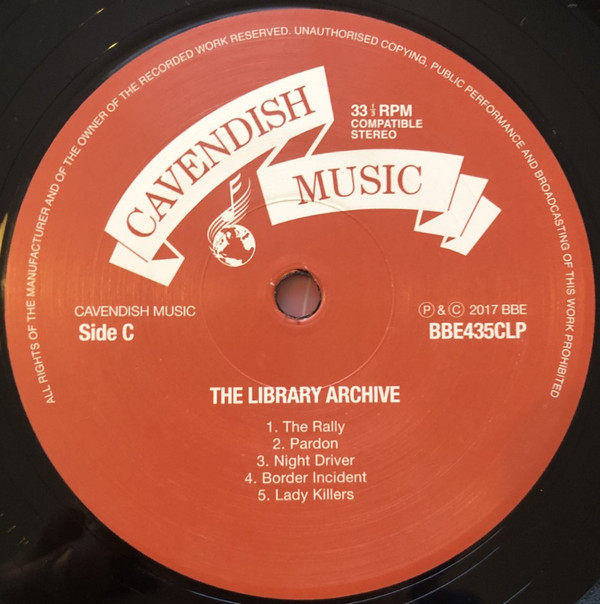 ALL RIGHTS OF THE MANUFACTURER AND OF THE OWNER OF THE RECORDED WORK RESERVED. UNAUTHORISED COPYING, PUBLIC PERFORMANCE AND BROADCASTING OF THIS WORK PROHIBITED
CAVENDISH
MUSIC
33 1/3 RPM
COMPATIBLE
STEREO
CAVENDISH MUSIC
Side C
Ⓟ & Ⓒ 2017 BBE
BBE435CLP
THE LIBRARY ARCHIVE
1. The Rally
2. Pardon
3. Night Driver
4. Border Incident
5. Lady Killers